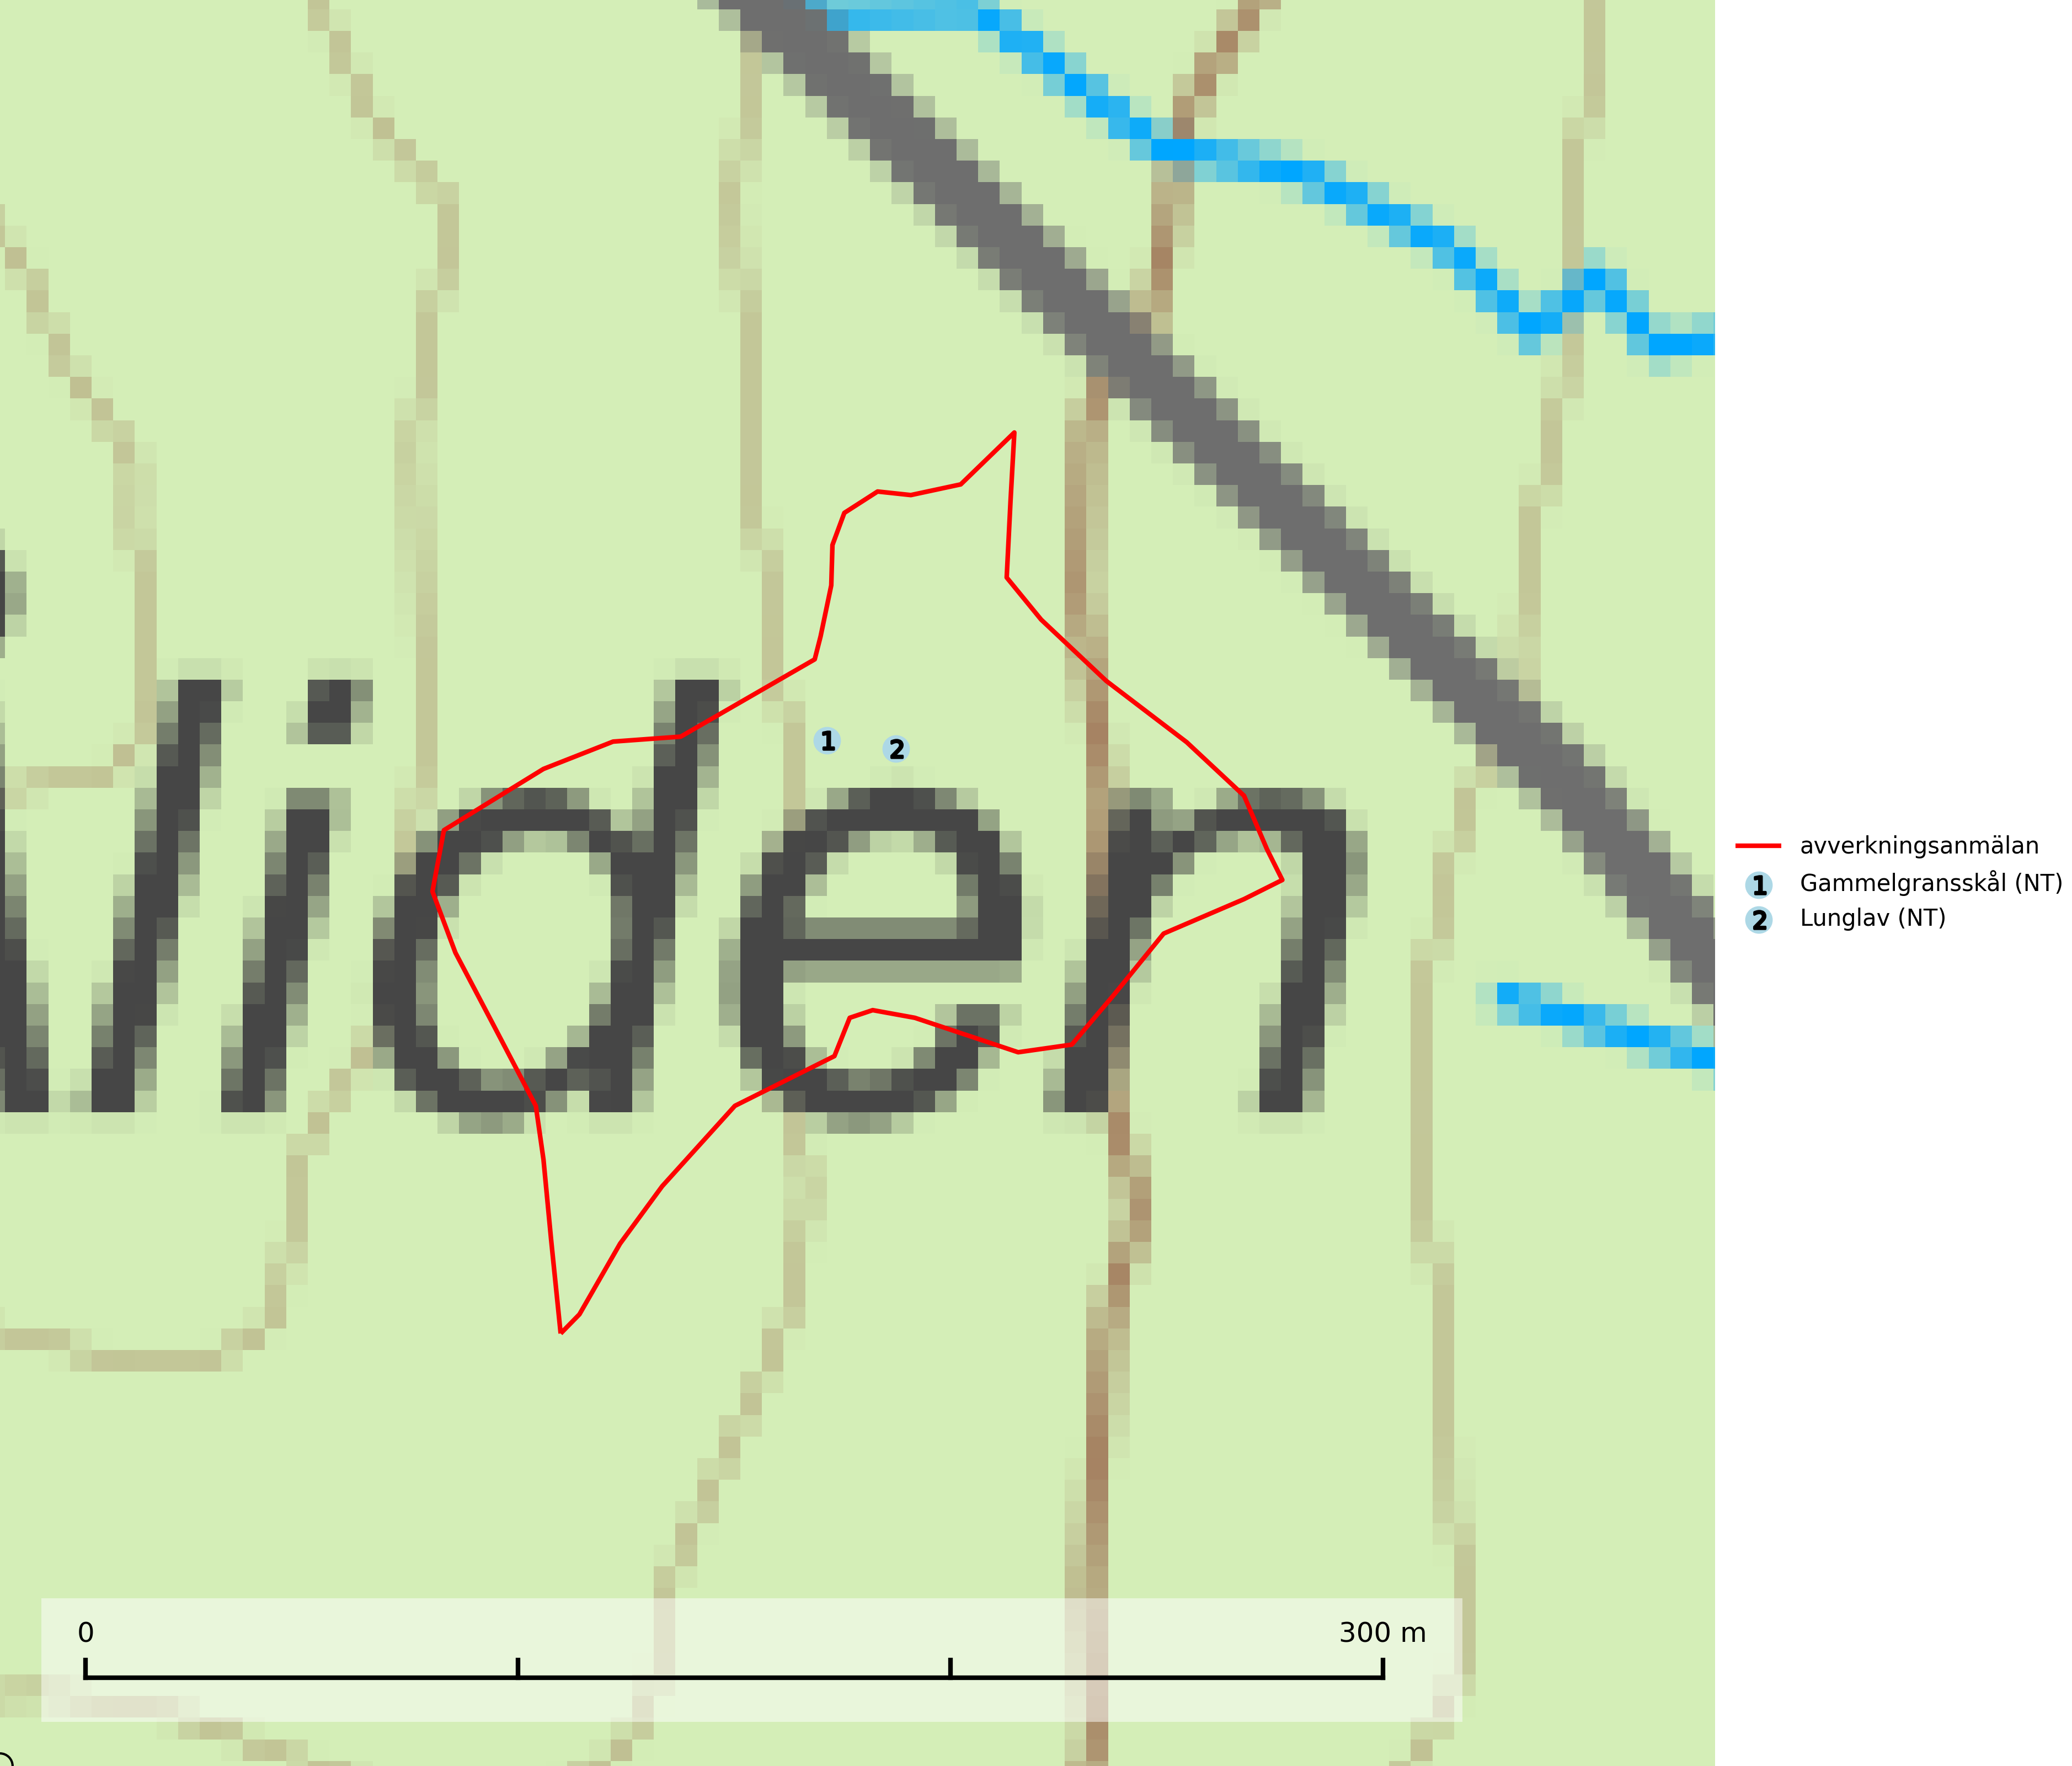 iden
1
2
avverkningsanmälan
1 Gammelgransskål (NT)
2 Lunglav (NT)
0 300 m